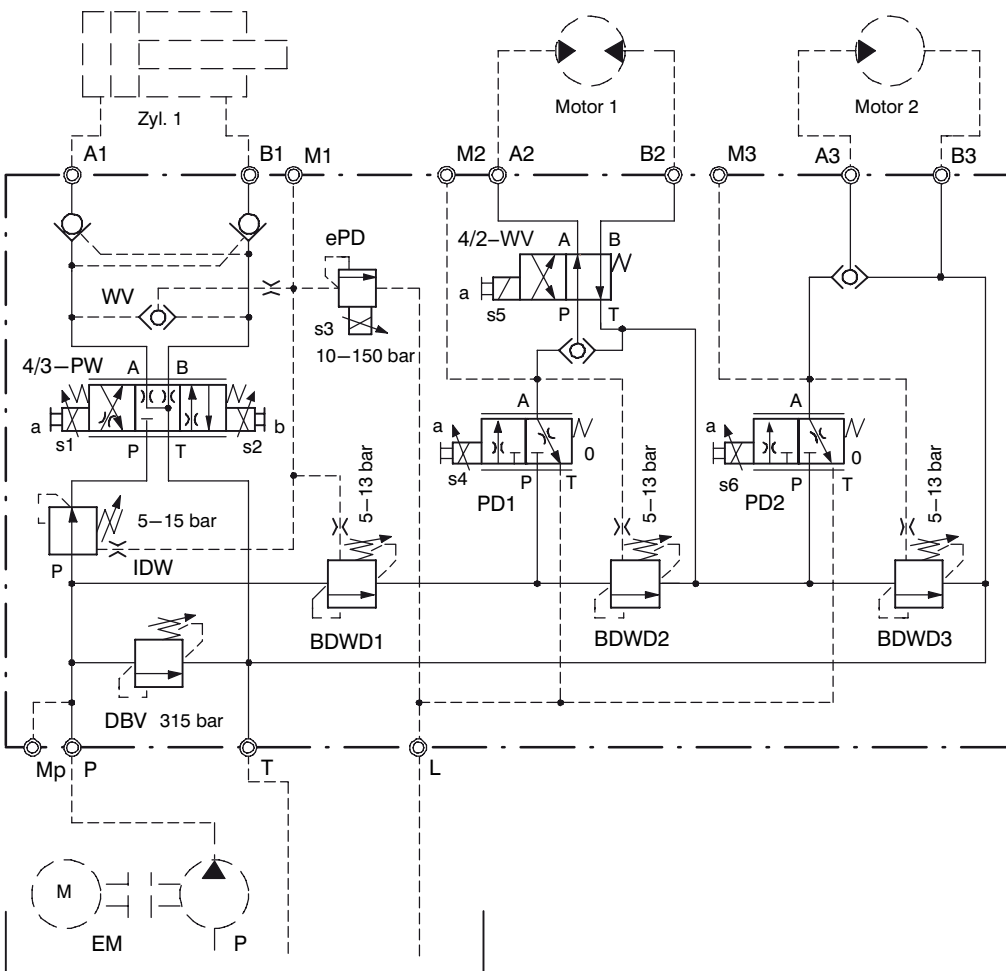 Zyl. 1
Motor 1
Motor 2
A1
B1
M1
M2
A2
B2
M3
A3
B3
ePD
4/2–WV
A
B
WV
a
s5
P
T
s3
10–150 bar
4/3–PW
A
B
a
s1
s2
b
P
T
A
a
s4
0
P
T
PD1
A
a
s6
0
P
T
PD2
5–15 bar
P
IDW
5–13 bar
5–13 bar
5–13 bar
BDWD1
BDWD2
BDWD3
DBV 315 bar
Mp
P
T
L
M
EM
P